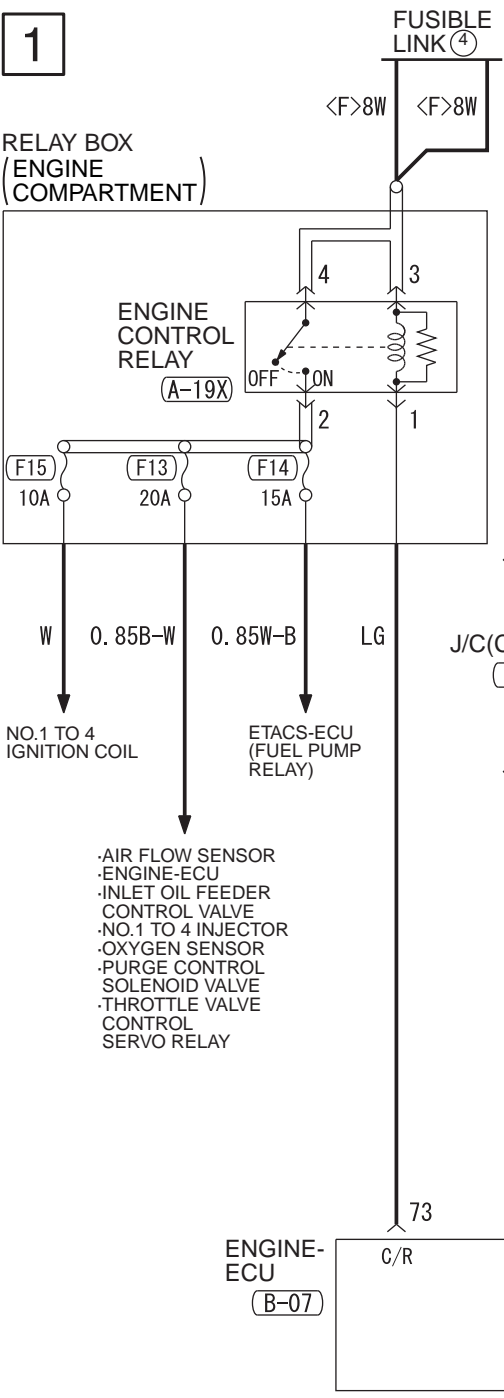 1
FUSIBLE
LINK ④
<F>8W <F>8W
RELAY BOX
(ENGINE
COMPARTMENT)
4 3
ENGINE
CONTROL
RELAY
A-19X
OFF ON
2 1
F15 F13 F14
10A 20A 15A
W 0.85B-W 0.85W-B LG
J/C(C
NO.1 TO 4
IGNITION COIL
ETACS-ECU
(FUEL PUMP
RELAY)
·AIR FLOW SENSOR
·ENGINE-ECU
·INLET OIL FEEDER
CONTROL VALVE
·NO.1 TO 4 INJECTOR
·OXYGEN SENSOR
·PURGE CONTROL
SOLENOID VALVE
·THROTTLE VALVE
CONTROL
SERVO RELAY
73
ENGINE-
ECU
C/R
B-07